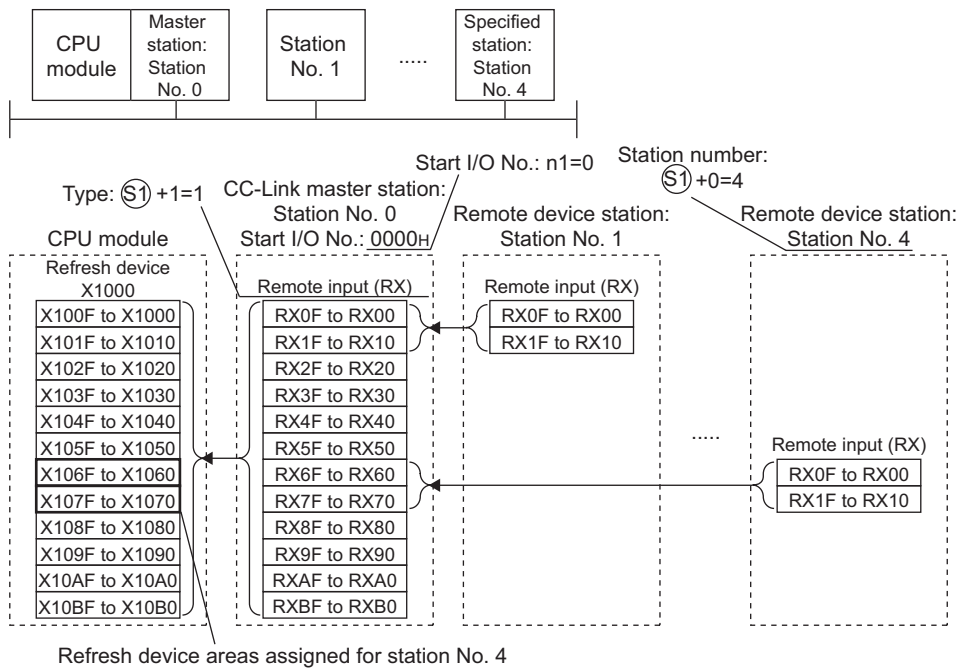 CPU module
Master station: Station No. 0
Station No. 1
.....
Specified station: Station No. 4
Start I/O No.: n1=0
Station number:
S1 +0=4
Type: S1 +1=1
CC-Link master station:
Station No. 0
Start I/O No.: 0000H
Remote device station:
Station No. 1
Remote device station:
Station No. 4
CPU module
Refresh device
X1000
X100F to X1000
X101F to X1010
X102F to X1020
X103F to X1030
X104F to X1040
X105F to X1050
X106F to X1060
X107F to X1070
X108F to X1080
X109F to X1090
X10AF to X10A0
X10BF to X10B0
Remote input (RX)
RX0F to RX00
RX1F to RX10
RX2F to RX20
RX3F to RX30
RX4F to RX40
RX5F to RX50
RX6F to RX60
RX7F to RX70
RX8F to RX80
RX9F to RX90
RXAF to RXA0
RXBF to RXB0
Remote input (RX)
RX0F to RX00
RX1F to RX10
.....
Remote input (RX)
RX0F to RX00
RX1F to RX10
Refresh device areas assigned for station No. 4